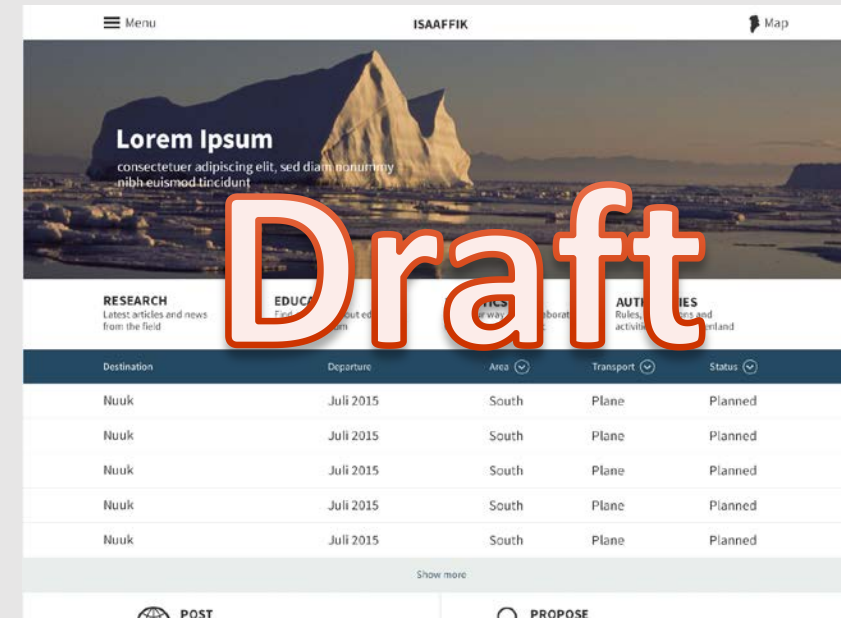 Menu
ISAAFFIK
Map
Lorem Ipsum
consectetuer adipiscing elit, sed diam nonummy
nibh euismod tincidunt
Draft
RESEARCH
Latest articles and news
from the field
Find
Rules,
Destination Departure Area Transport Status
Nuuk Juli 2015 South Plane Planned
Nuuk Juli 2015 South Plane Planned
Nuuk Juli 2015 South Plane Planned
Nuuk Juli 2015 South Plane Planned
Nuuk Juli 2015 South Plane Planned
Show more
POST
PROPOSE